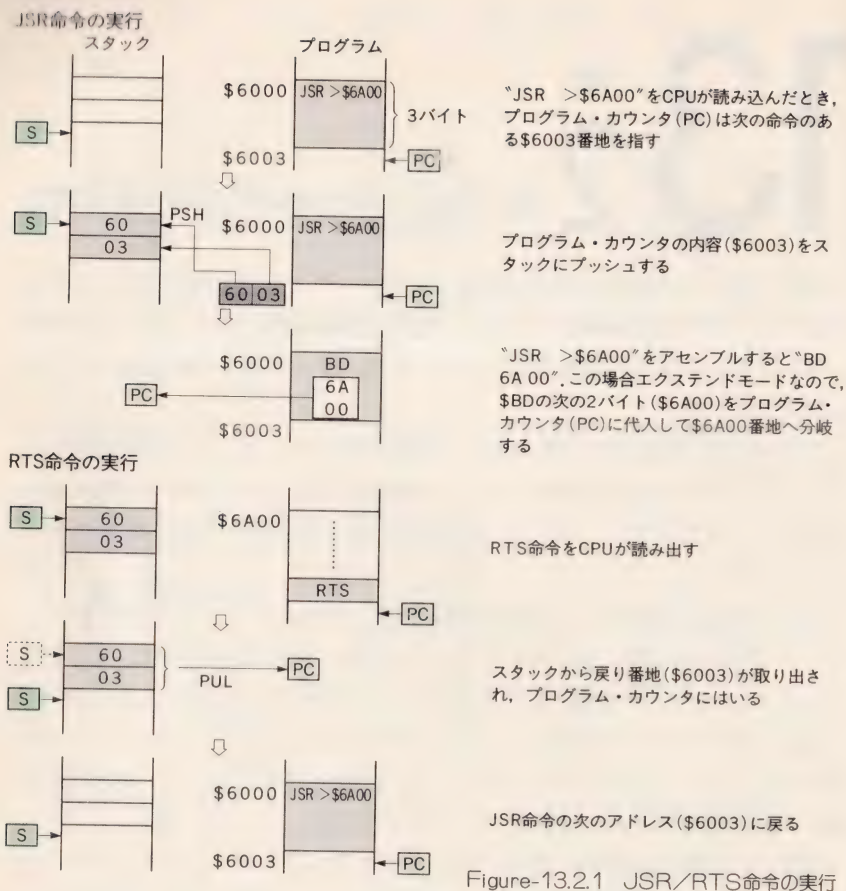 JSR命令の実行
スタック
プログラム
S
$6000
JSR >$6A00
3バイト
$6003
PC
"JSR >$6A00"をCPUが読み込んだとき,
プログラム・カウンタ(PC)は次の命令のあ
る$6003番地を指す
S
60
03
PSH
$6000
JSR >$6A00
60 03
PC
プログラム・カウンタの内容($6003)をス
タックにプッシュする
PC
$6000
BD
6A
00
$6003
"JSR >$6A00"をアセンブルすると"BD
6A 00".この場合エクステンドモードなので,
$BDの次の2バイト($6A00)をプログラム・
カウンタ(PC)に代入して$6A00番地へ分岐
する
RTS命令の実行
S
60
03
$6A00
RTS
PC
RTS命令をCPUが読み出す
S
60
03
S
PUL
PC
スタックから戻り番地($6003)が取り出さ
れ,プログラム・カウンタにはいる
S
$6000
JSR >$6A00
$6003
PC
JSR命令の次のアドレス($6003)に戻る
Figure-13.2.1 JSR/RTS命令の実行